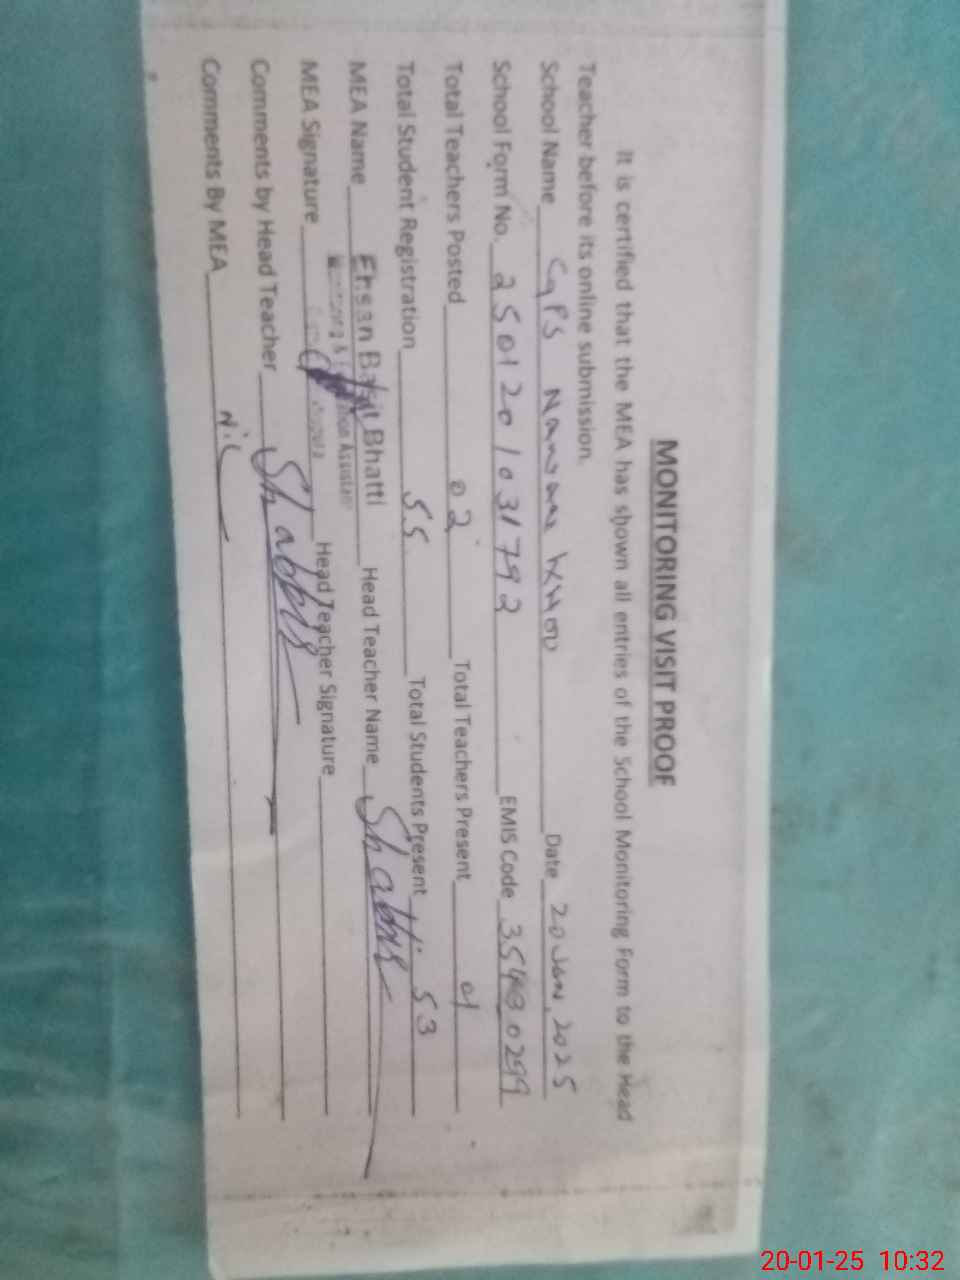 MONITORING VISIT PROOF
It is certified that the MEA has shown all entries of the School Monitoring Form to the Head
Teacher before its online submission.
School Name GPS Date 20 Jan, 2025
School Form No. 2501201031792 EMIS Code
Total Teachers Posted 02 Total Teachers Present 01
Total Student Registration 55 Total Students Present 53
MEA Name Ehsan Basit Bhatti Head Teacher Name Shabbir
MEA Signature Head Teacher Signature
Comments by Head Teacher Shabbir
Comments By MEA Nil
20-01-25 10:32